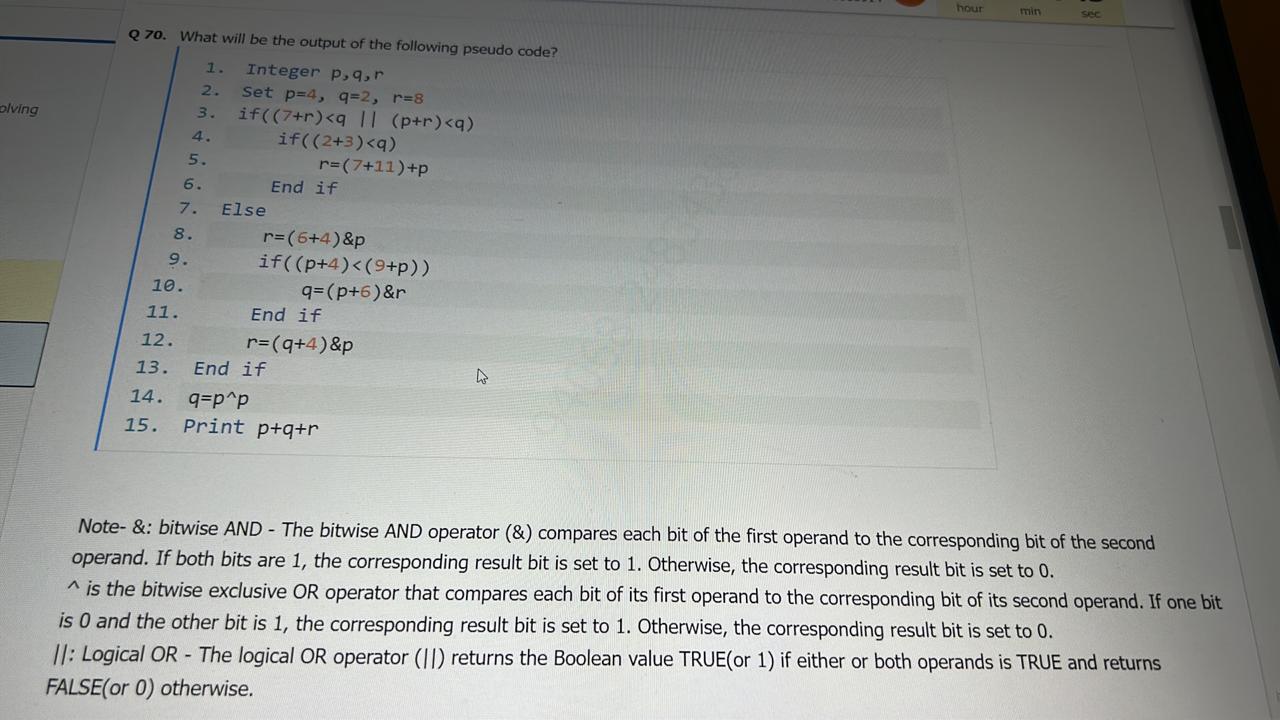 hour min sec
Q 70. What will be the output of the following pseudo code?
1. Integer p,q,r
2. Set p=4, q=2, r=8
olving
3. if((7+r)<q || (p+r)<q)
4. if((2+3)<q)
5. r=(7+11)+p
6. End if
7. Else
8. r=(6+4)&p
9. if((p+4)<(9+p))
10. q=(p+6)&r
11. End if
12. r=(q+4)&p
13. End if
14. q=p^p
15. Print p+q+r
Note- &: bitwise AND - The bitwise AND operator (&) compares each bit of the first operand to the corresponding bit of the second
operand. If both bits are 1, the corresponding result bit is set to 1. Otherwise, the corresponding result bit is set to 0.
^ is the bitwise exclusive OR operator that compares each bit of its first operand to the corresponding bit of its second operand. If one bit
is 0 and the other bit is 1, the corresponding result bit is set to 1. Otherwise, the corresponding result bit is set to 0.
||: Logical OR - The logical OR operator (||) returns the Boolean value TRUE(or 1) if either or both operands is TRUE and returns
FALSE(or 0) otherwise.